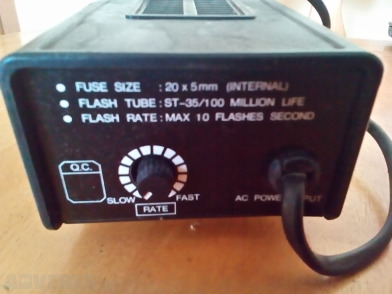 FUSE SIZE : 20 x 5mm (INTERNAL)
FLASH TUBE : ST-35/100 MILLION LIFE
FLASH RATE : MAX 10 FLASHES SECOND
Q.C.
SLOW FAST
RATE
AC POWER PUT